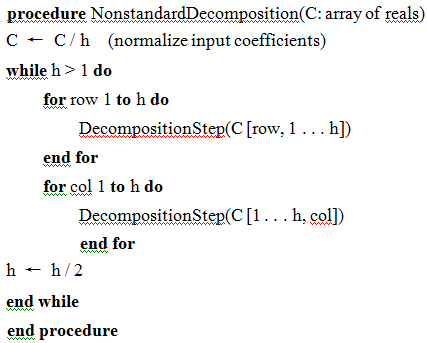 procedure NonstandardDecomposition(C: array of reals)
C ← C / h (normalize input coefficients)
while h > 1 do
for row 1 to h do
DecompositionStep(C [row, 1 . . . h])
end for
for col 1 to h do
DecompositionStep(C [1 . . . h, col])
end for
h ← h / 2
end while
end procedure